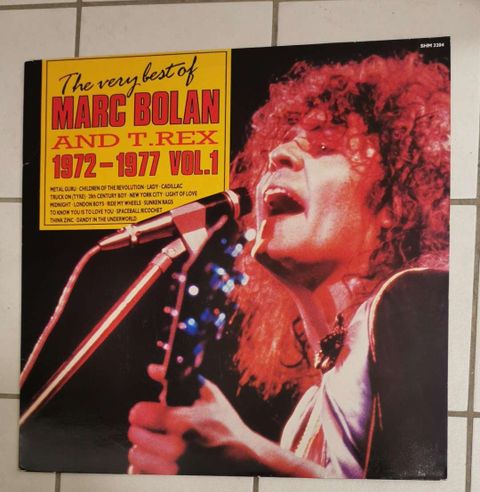 SHM 3204
The very best of
MARC BOLAN
AND T.REX
1972-1977 VOL.1
METAL GURU · CHILDREN OF THE REVOLUTION · LADY · CADILLAC
TRUCK ON (TYKE) · 20th CENTURY BOY · NEW YORK CITY · LIGHT OF LOVE
MIDNIGHT · LONDON BOYS · RIDE MY WHEELS · SUNKEN RAGS
TO KNOW YOU IS TO LOVE YOU · SPACEBALL RICOCHET
THINK ZINC · DANDY IN THE UNDERWORLD